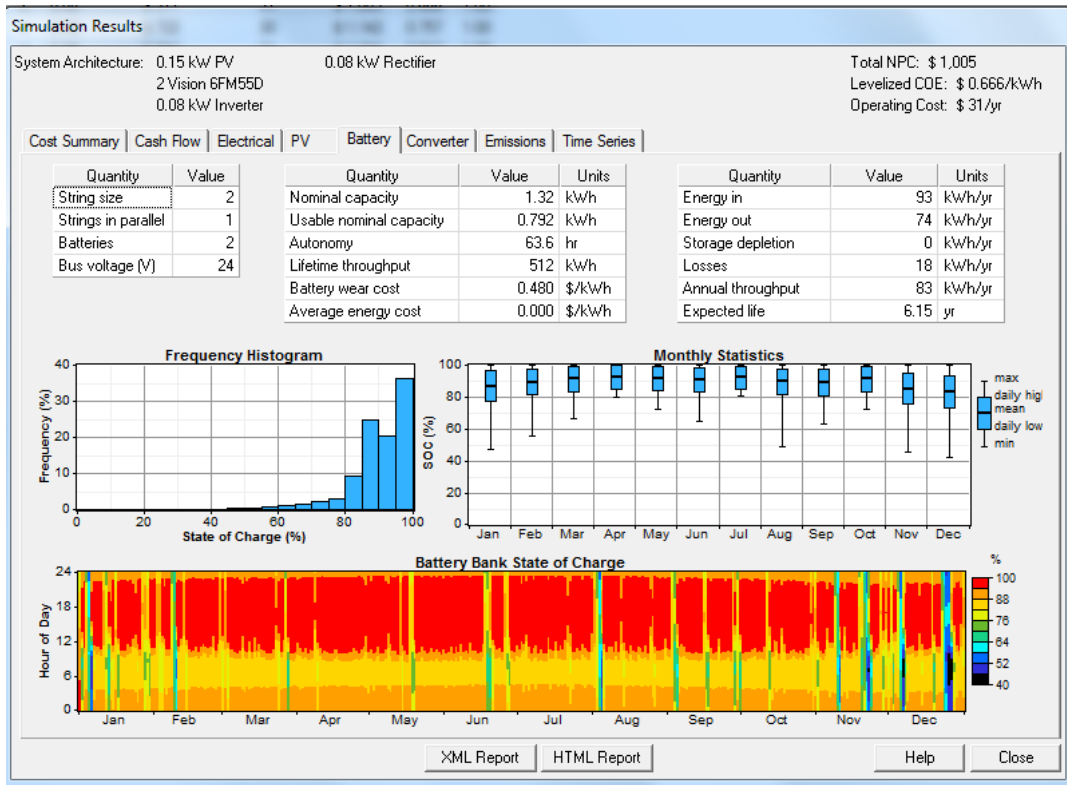 Simulation Results
System Architecture: 0.15 kW PV 0.08 kW Rectifier
2 Vision 6FM55D
0.08 kW Inverter
Total NPC: $ 1,005
Levelized COE: $ 0.666/kWh
Operating Cost: $ 31/yr
Cost Summary Cash Flow Electrical PV Battery Converter Emissions Time Series
Quantity Value
String size 2
Strings in parallel 1
Batteries 2
Bus voltage (V) 24
Quantity Value Units
Nominal capacity 1.32 kWh
Usable nominal capacity 0.792 kWh
Autonomy 63.6 hr
Lifetime throughput 512 kWh
Battery wear cost 0.480 $/kWh
Average energy cost 0.000 $/kWh
Quantity Value Units
Energy in 93 kWh/yr
Energy out 74 kWh/yr
Storage depletion 0 kWh/yr
Losses 18 kWh/yr
Annual throughput 83 kWh/yr
Expected life 6.15 yr
Frequency Histogram
Frequency (%)
40
30
20
10
0
0 20 40 60 80 100
State of Charge (%)
Monthly Statistics
SOC (%)
100
80
60
40
20
0
Jan Feb Mar Apr May Jun Jul Aug Sep Oct Nov Dec
max
daily higl
mean
daily low
min
Battery Bank State of Charge
Hour of Day
24
18
12
6
0
Jan Feb Mar Apr May Jun Jul Aug Sep Oct Nov Dec
%
100
88
76
64
52
40
XML Report HTML Report Help Close